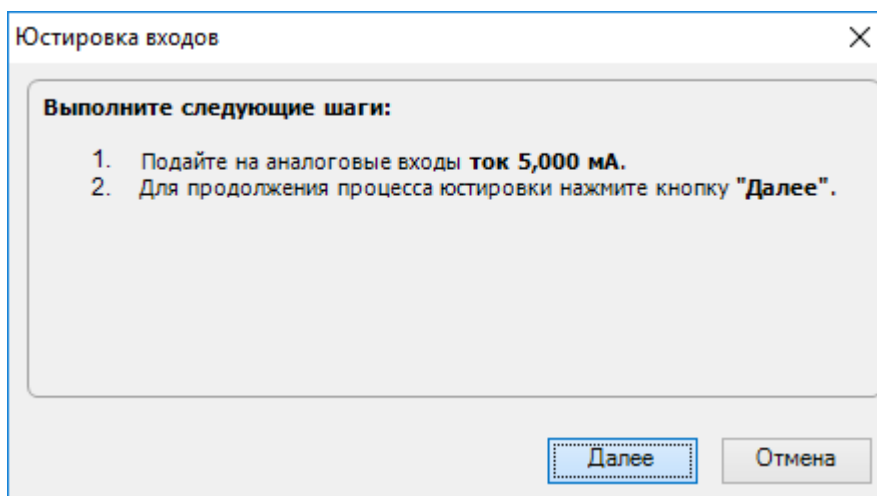 Юстировка входов
Выполните следующие шаги:
1. Подайте на аналоговые входы ток 5,000 мА.
2. Для продолжения процесса юстировки нажмите кнопку "Далее".
Далее Отмена